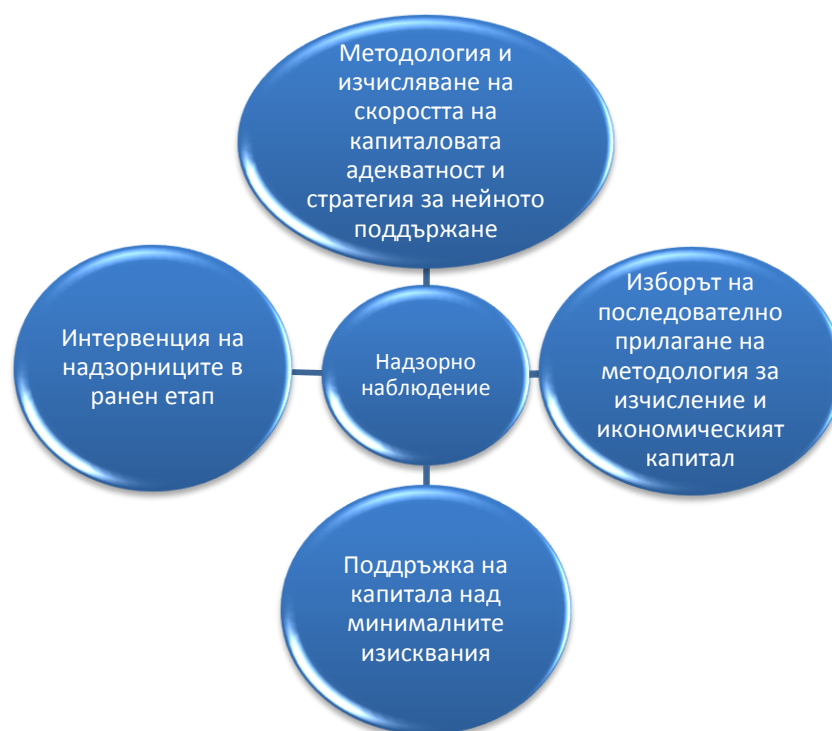 Методология и
изчисляване на
скоростта на
капиталовата
адекватност и
стратегия за нейното
поддържане
Интервенция на
надзорниците в
ранен етап
Надзорно
наблюдение
Изборът на
последователно
прилагане на
методология за
изчисление и
икономическият
капитал
Поддръжка на
капитала над
минималните
изисквания